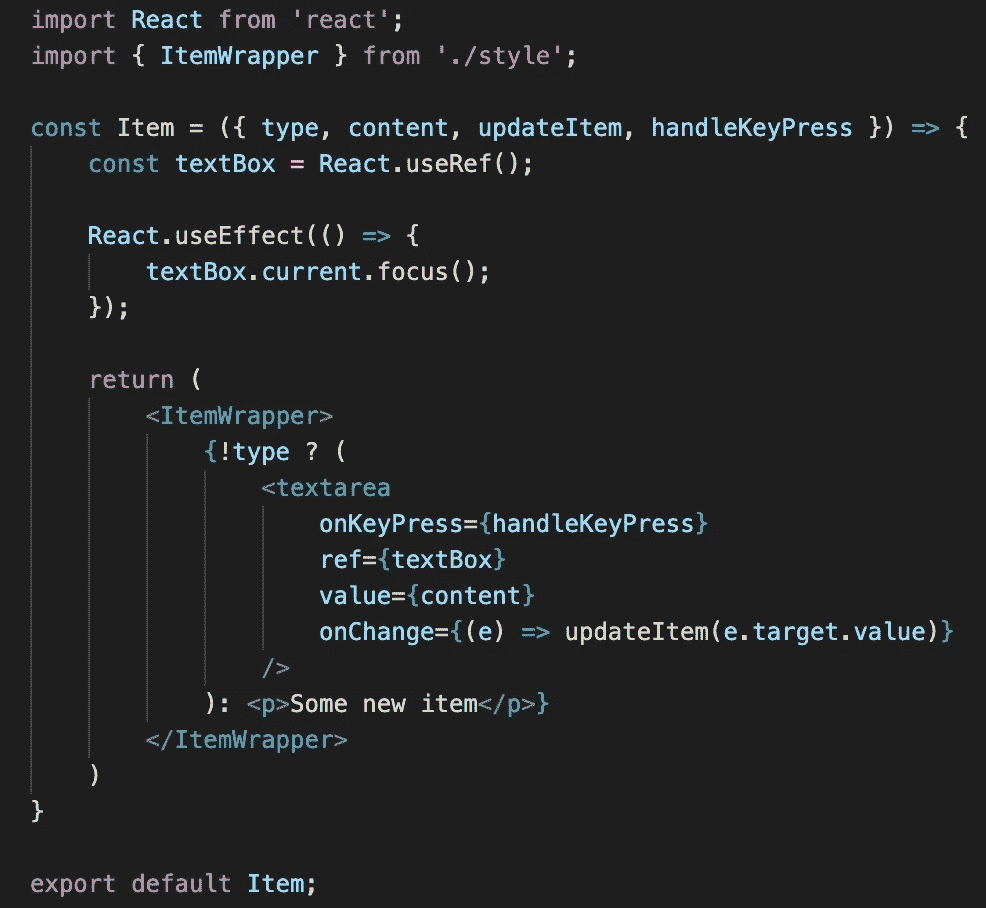 import React from 'react';
import { ItemWrapper } from './style';
const Item = ({ type, content, updateItem, handleKeyPress }) => {
const textBox = React.useRef();
React.useEffect(() => {
textBox.current.focus();
});
return (
<ItemWrapper>
{!type ? (
<textarea
onKeyPress={handleKeyPress}
ref={textBox}
value={content}
onChange={(e) => updateItem(e.target.value)}
/>
): <p>Some new item</p>}
</ItemWrapper>
)
}
export default Item;